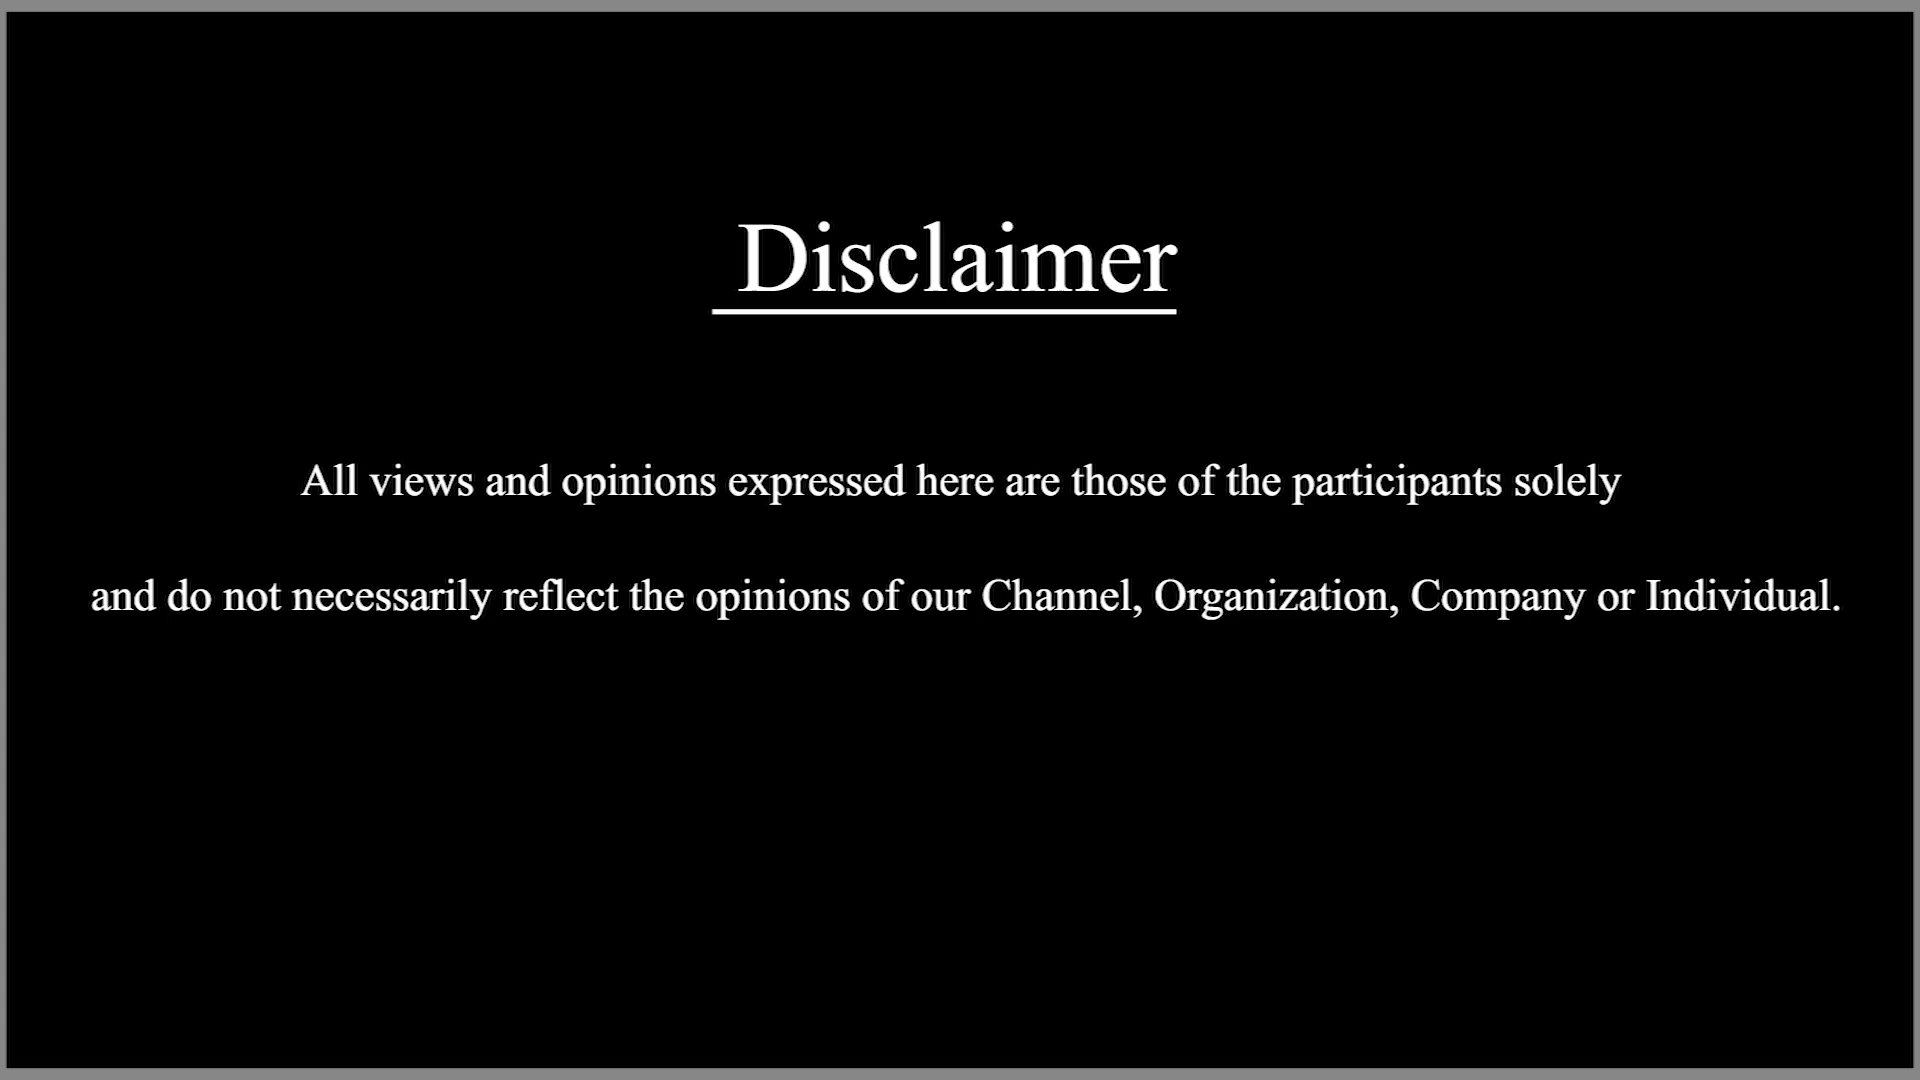 Disclaimer
All views and opinions expressed here are those of the participants solely
and do not necessarily reflect the opinions of our Channel, Organization, Company or Individual.